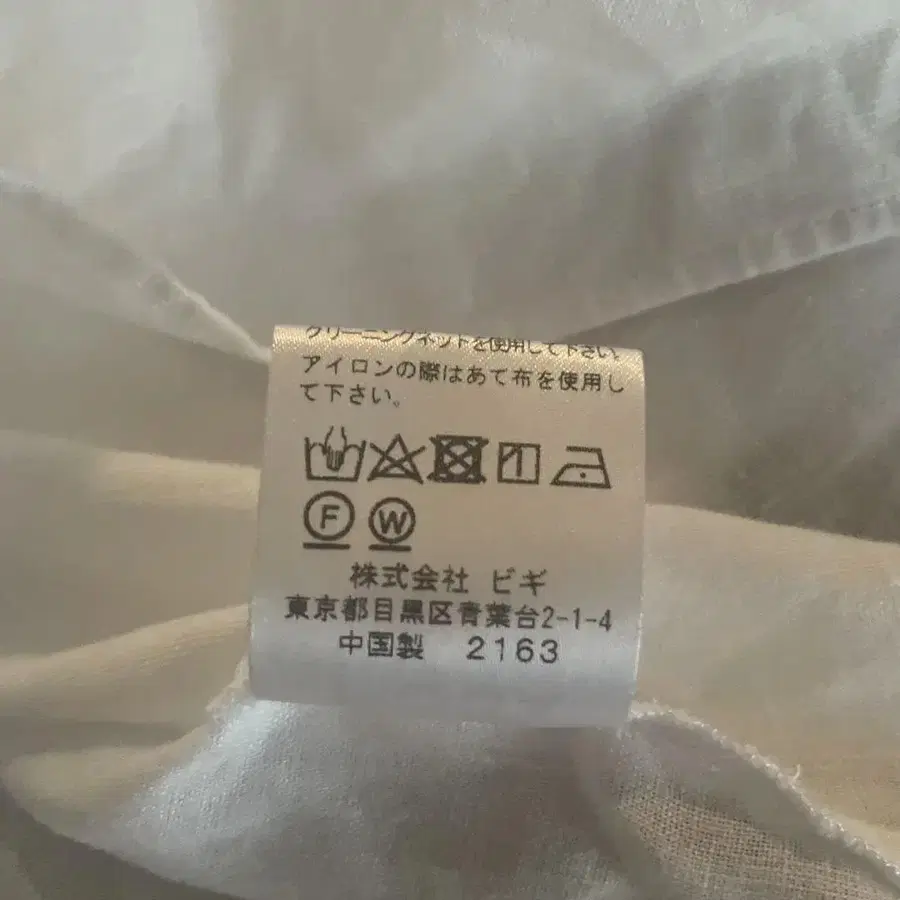 クリーニングネットを使用して下さい。
アイロンの際はあて布を使用し
て下さい。
F W
株式会社 ビギ
東京都目黒区青葉台2-1-4
中国製 2163